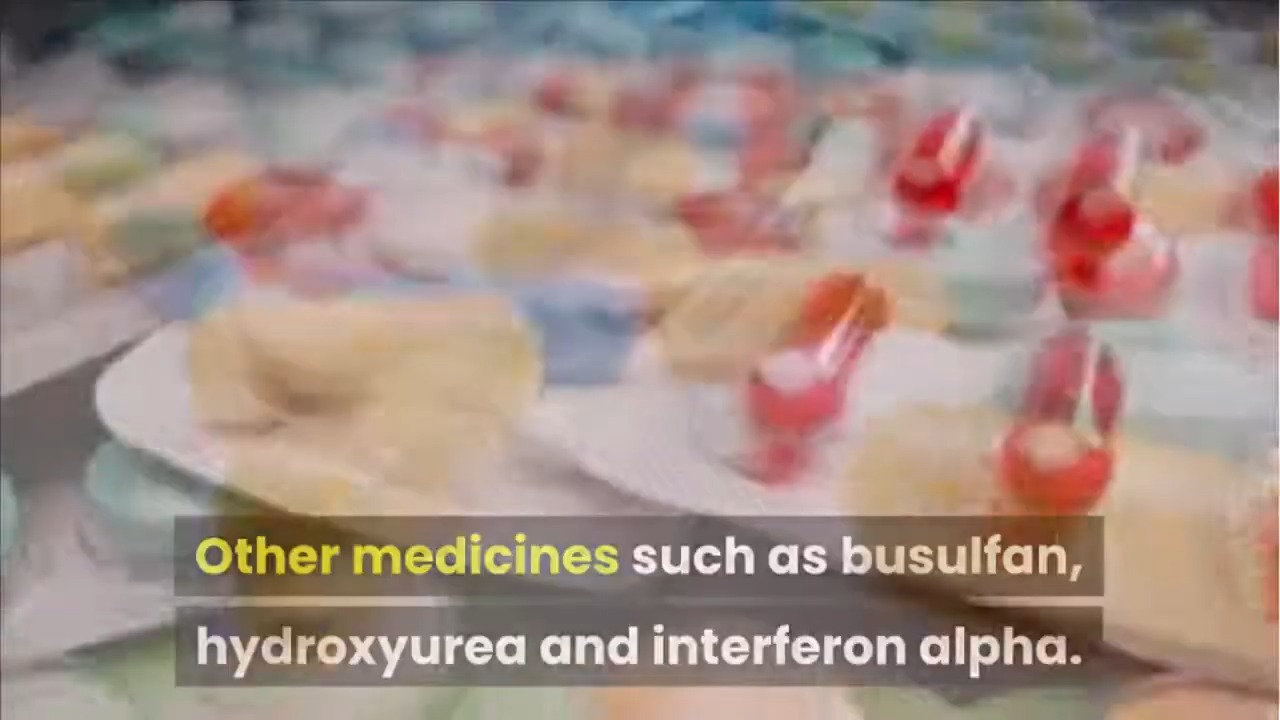 Other medicines such as busulfan,
hydroxyurea and interferon alpha.